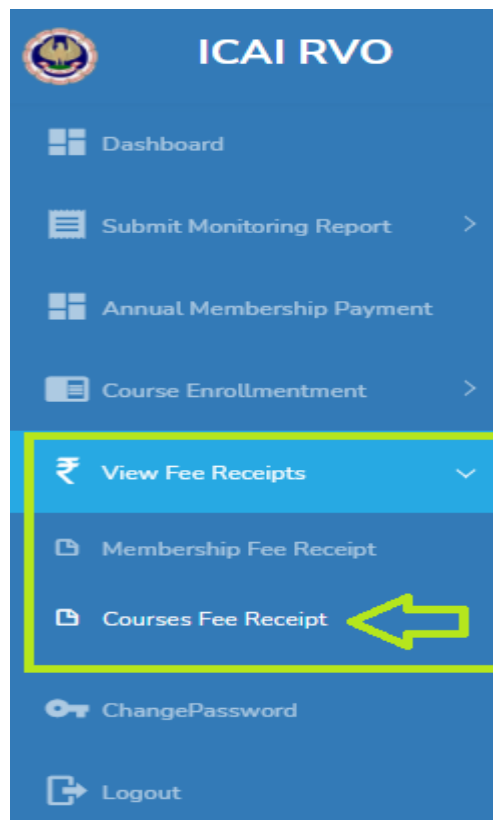 ICAI RVO
Dashboard
Submit Monitoring Report
Annual Membership Payment
Course Enrollmentment
₹ View Fee Receipts
Membership Fee Receipt
Courses Fee Receipt
ChangePassword
Logout